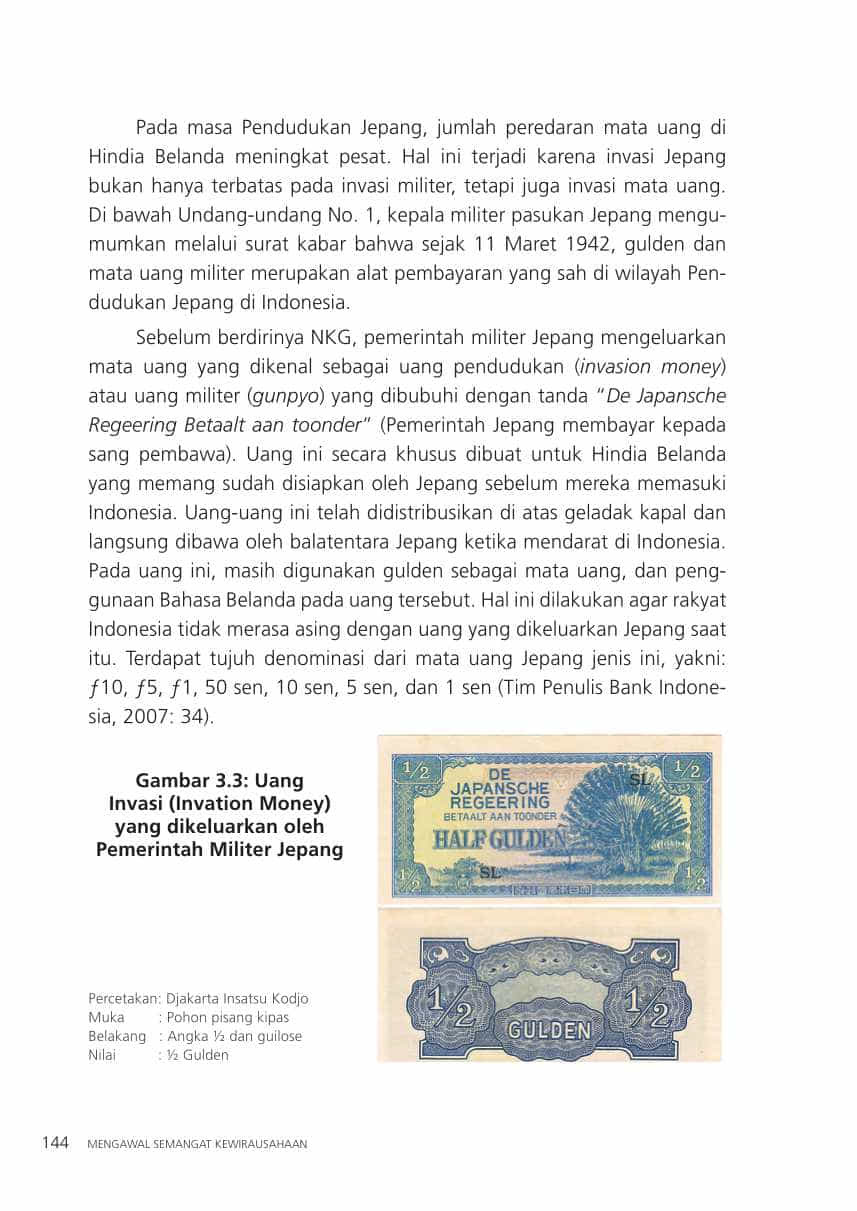 Pada masa Pendudukan Jepang, jumlah peredaran mata uang di
Hindia Belanda meningkat pesat. Hal ini terjadi karena invasi Jepang
bukan hanya terbatas pada invasi militer, tetapi juga invasi mata uang.
Di bawah Undang-undang No. 1, kepala militer pasukan Jepang mengu-
mumkan melalui surat kabar bahwa sejak 11 Maret 1942, gulden dan
mata uang militer merupakan alat pembayaran yang sah di wilayah Pen-
dudukan Jepang di Indonesia.
Sebelum berdirinya NKG, pemerintah militer Jepang mengeluarkan
mata uang yang dikenal sebagai uang pendudukan (invasion money)
atau uang militer (gunpyo) yang dibubuhi dengan tanda “De Japansche
Regeering Betaalt aan toonder” (Pemerintah Jepang membayar kepada
sang pembawa). Uang ini secara khusus dibuat untuk Hindia Belanda
yang memang sudah disiapkan oleh Jepang sebelum mereka memasuki
Indonesia. Uang-uang ini telah didistribusikan di atas geladak kapal dan
langsung dibawa oleh balatentara Jepang ketika mendarat di Indonesia.
Pada uang ini, masih digunakan gulden sebagai mata uang, dan peng-
gunaan Bahasa Belanda pada uang tersebut. Hal ini dilakukan agar rakyat
Indonesia tidak merasa asing dengan uang yang dikeluarkan Jepang saat
itu. Terdapat tujuh denominasi dari mata uang Jepang jenis ini, yakni:
ƒ10, ƒ5, ƒ1, 50 sen, 10 sen, 5 sen, dan 1 sen (Tim Penulis Bank Indone-
sia, 2007: 34).
Gambar 3.3: Uang
Invasi (Invation Money)
yang dikeluarkan oleh
Pemerintah Militer Jepang
1/2 1/2
DE
JAPANSCHE
REGEERING
BETAALT AAN TOONDER
HALF GULDEN
SL
SL
1/2 1/2
1/2 1/2
GULDEN
Percetakan: Djakarta Insatsu Kodjo
Muka : Pohon pisang kipas
Belakang : Angka ½ dan guilose
Nilai : ½ Gulden
144 MENGAWAL SEMANGAT KEWIRAUSAHAAN